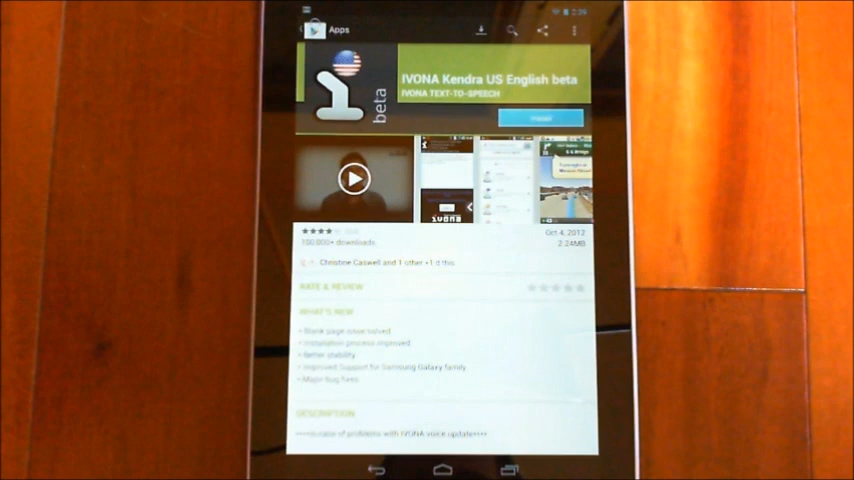 Apps
IVONA Kendra US English beta
IVONA TEXT-TO-SPEECH
beta
Install
ivona
100,000+ downloads
Oct 4, 2012
2.24MB
Christine Caswell and 1 other +1'd this
RATE & REVIEW
WHAT'S NEW
• Blank page issue solved
• Installation process improved
• Better stability
• Improved Support for Samsung Galaxy family
• Major bug fixes
DESCRIPTION
case of problems with IVONA voice update